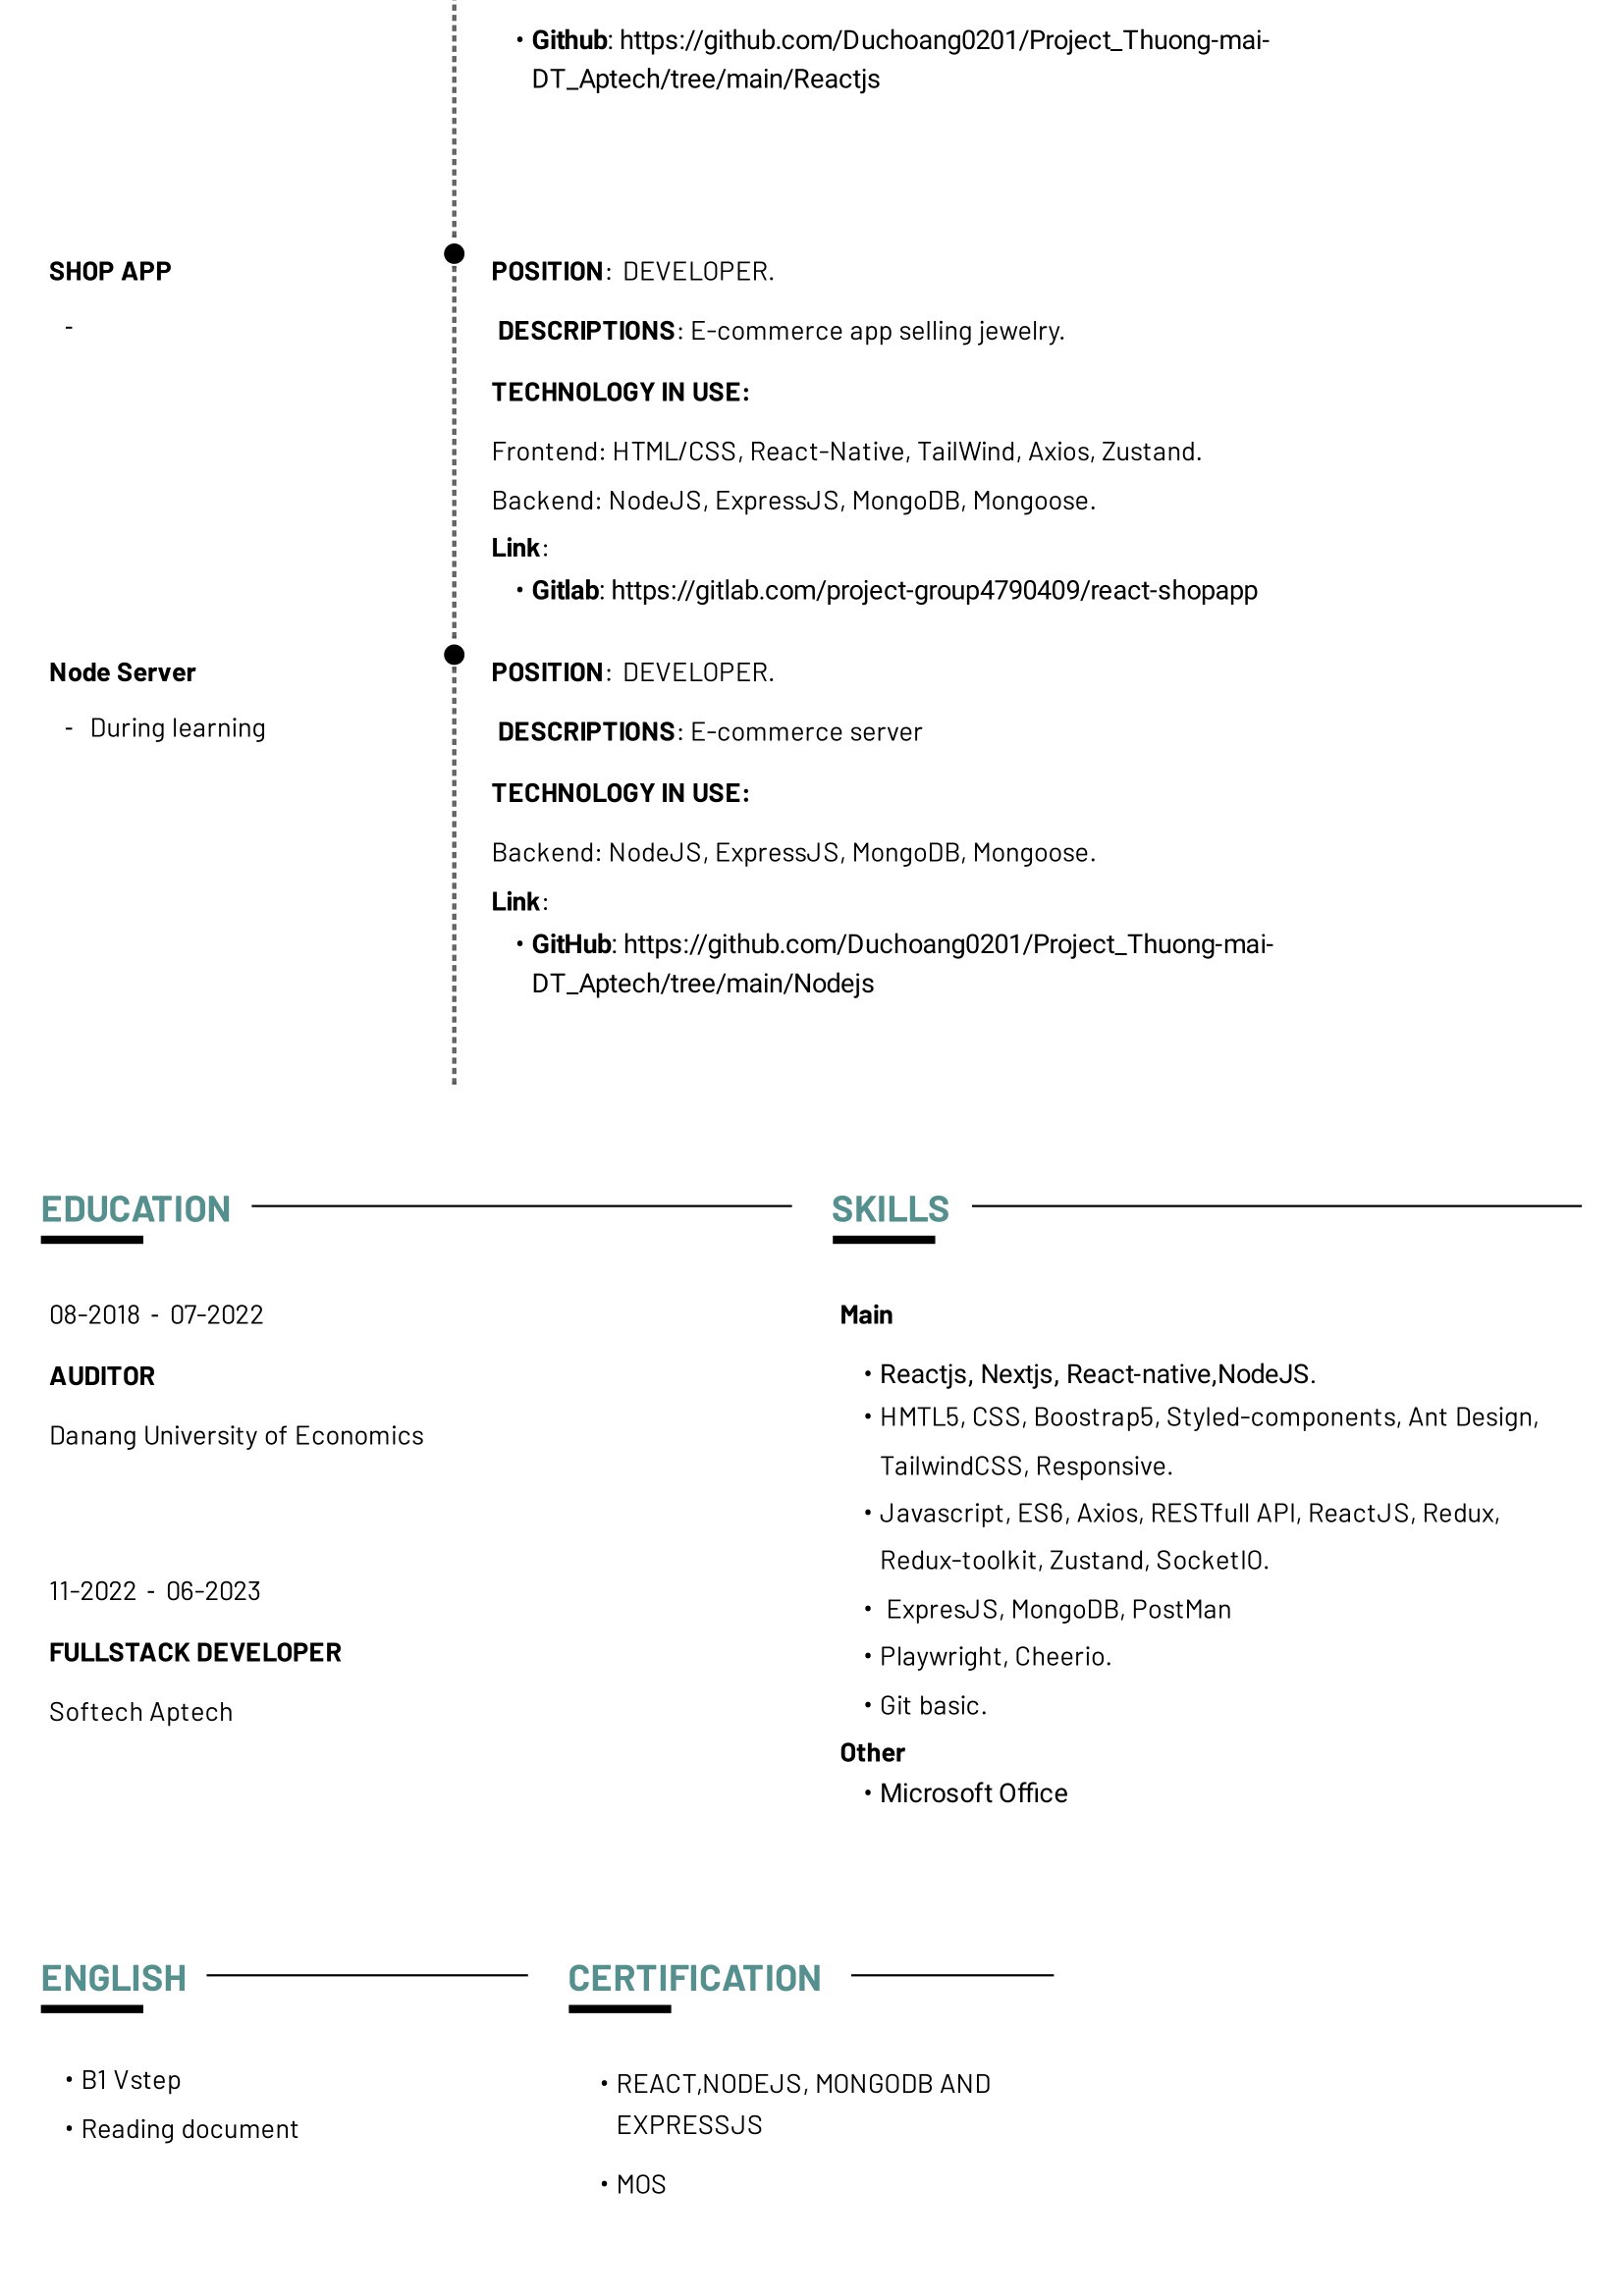 • Github: https://github.com/Duchoang0201/Project_Thuong-mai-
DT_Aptech/tree/main/Reactjs
SHOP APP
-
POSITION: DEVELOPER.
DESCRIPTIONS: E-commerce app selling jewelry.
TECHNOLOGY IN USE:
Frontend: HTML/CSS, React-Native, TailWind, Axios, Zustand.
Backend: NodeJS, ExpressJS, MongoDB, Mongoose.
Link:
• Gitlab: https://gitlab.com/project-group4790409/react-shopapp
Node Server
- During learning
POSITION: DEVELOPER.
DESCRIPTIONS: E-commerce server
TECHNOLOGY IN USE:
Backend: NodeJS, ExpressJS, MongoDB, Mongoose.
Link:
• GitHub: https://github.com/Duchoang0201/Project_Thuong-mai-
DT_Aptech/tree/main/Nodejs
EDUCATION
08-2018 - 07-2022
AUDITOR
Danang University of Economics
11-2022 - 06-2023
FULLSTACK DEVELOPER
Softech Aptech
SKILLS
Main
• Reactjs, Nextjs, React-native,NodeJS.
• HMTL5, CSS, Boostrap5, Styled-components, Ant Design,
TailwindCSS, Responsive.
• Javascript, ES6, Axios, RESTfull API, ReactJS, Redux,
Redux-toolkit, Zustand, SocketIO.
• ExpresJS, MongoDB, PostMan
• Playwright, Cheerio.
• Git basic.
Other
• Microsoft Office
ENGLISH
• B1 Vstep
• Reading document
CERTIFICATION
• REACT,NODEJS, MONGODB AND
EXPRESSJS
• MOS